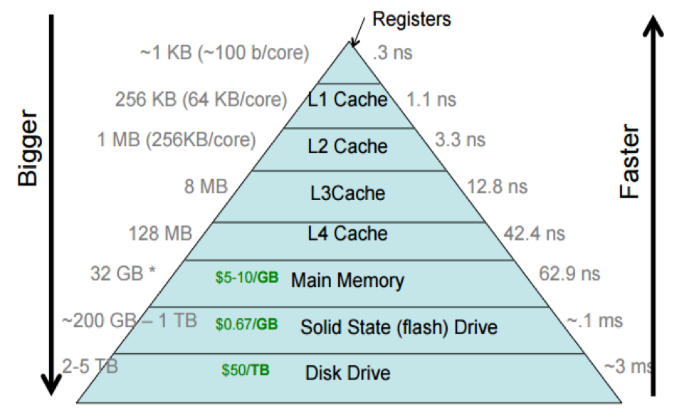 Registers
~1 KB (~100 b/core) .3 ns
256 KB (64 KB/core) L1 Cache 1.1 ns
1 MB (256KB/core) L2 Cache 3.3 ns
8 MB L3Cache 12.8 ns
128 MB L4 Cache 42.4 ns
32 GB * $5-10/GB Main Memory 62.9 ns
~200 GB – 1 TB $0.67/GB Solid State (flash) Drive ~.1 ms
2-5 TB $50/TB Disk Drive ~3 ms
Bigger
Faster